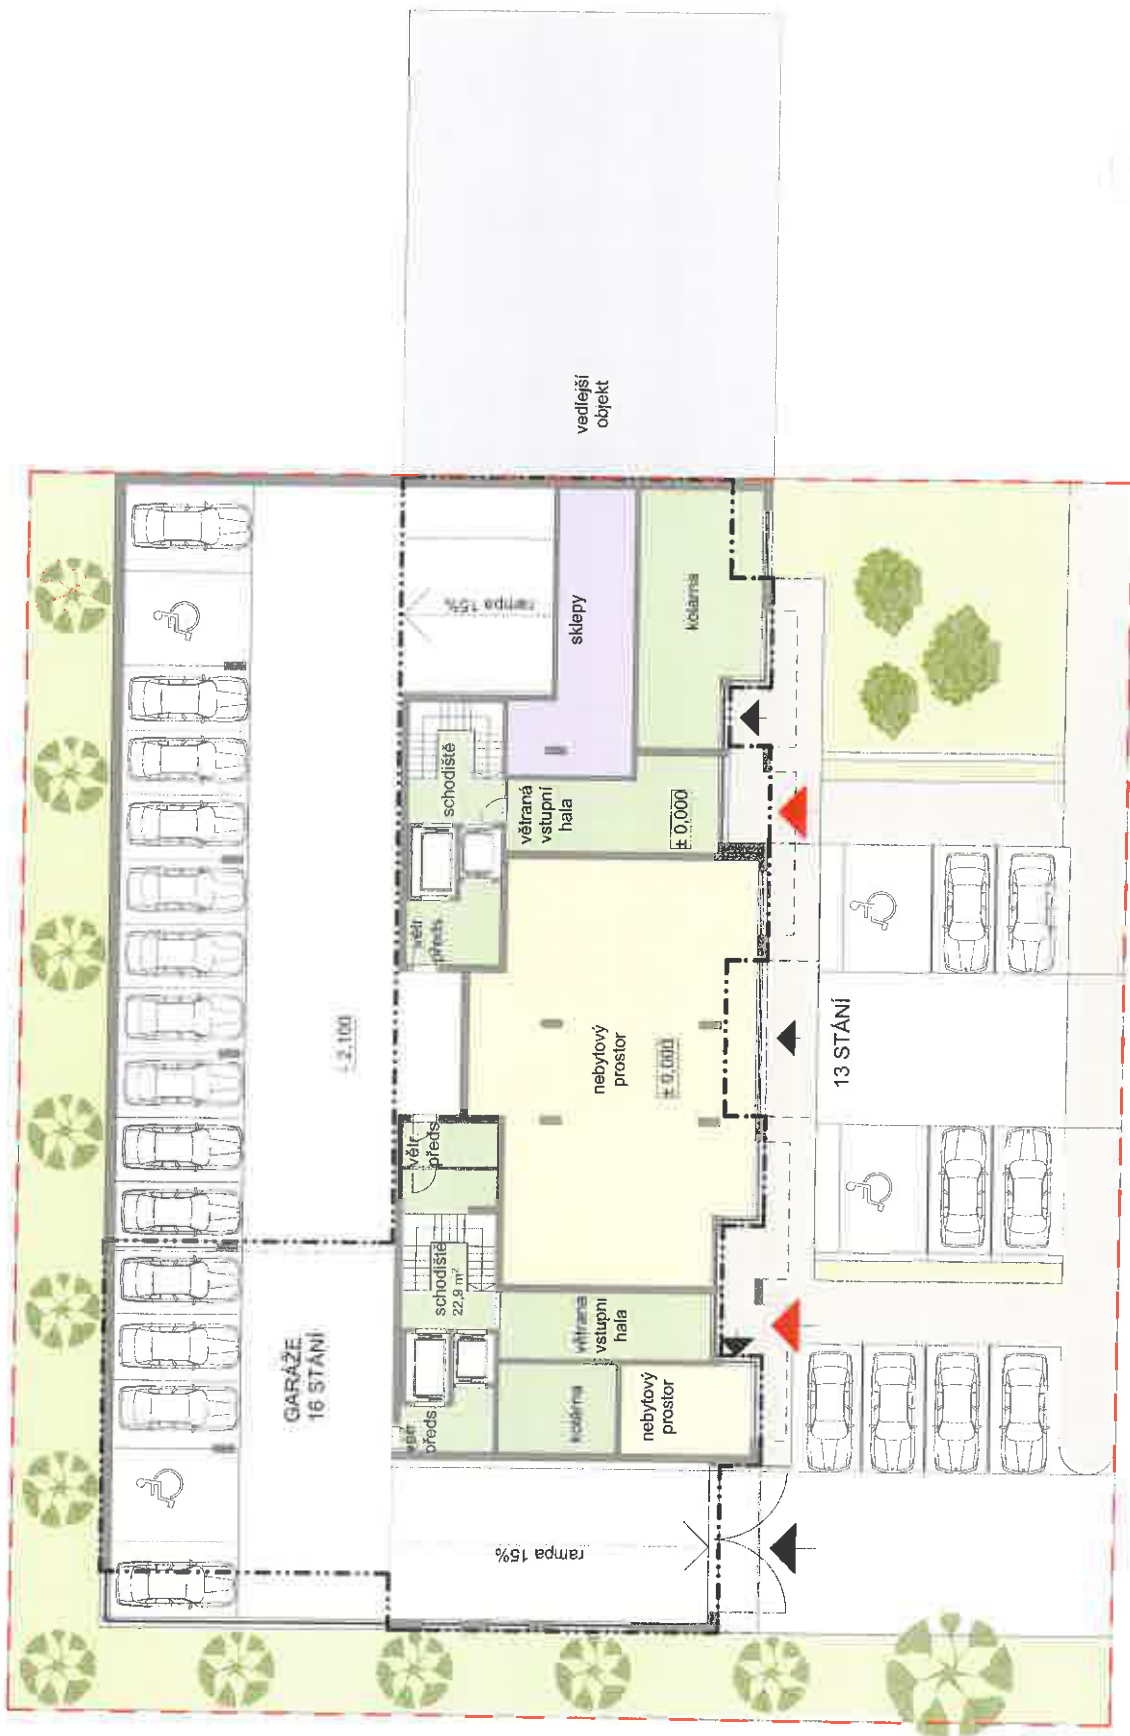 vedlejší
objekt
rampa 15%
sklepy
kolárna
schodiště
větraná
vstupní
hala
± 0,000
větr
předs
- 2,100
nebytový
prostor
± 0,000
13 STÁNÍ
větr
předs
schodiště
22,9 m²
GARÁŽE
16 STÁNÍ
větraná
vstupní
hala
předs
kolárna
nebytový
prostor
rampa 15%